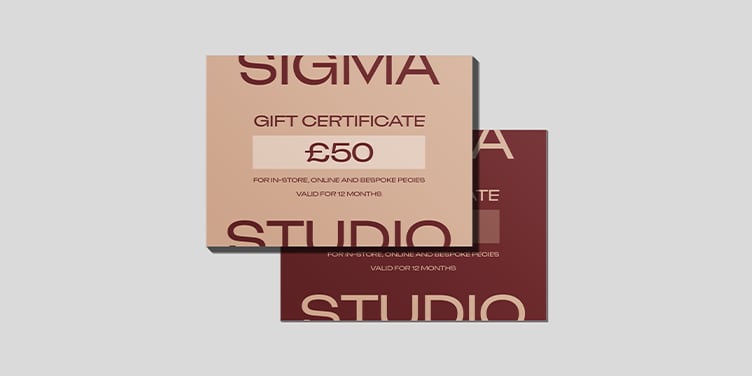 SIGMA
GIFT CERTIFICATE
£50
FOR IN-STORE, ONLINE AND BESPOKE PECIES
VALID FOR 12 MONTHS
STUDIO
FOR IN-STORE, ONLINE AND BESPOKE PECIES
VALID FOR 12 MONTHS
STUDIO